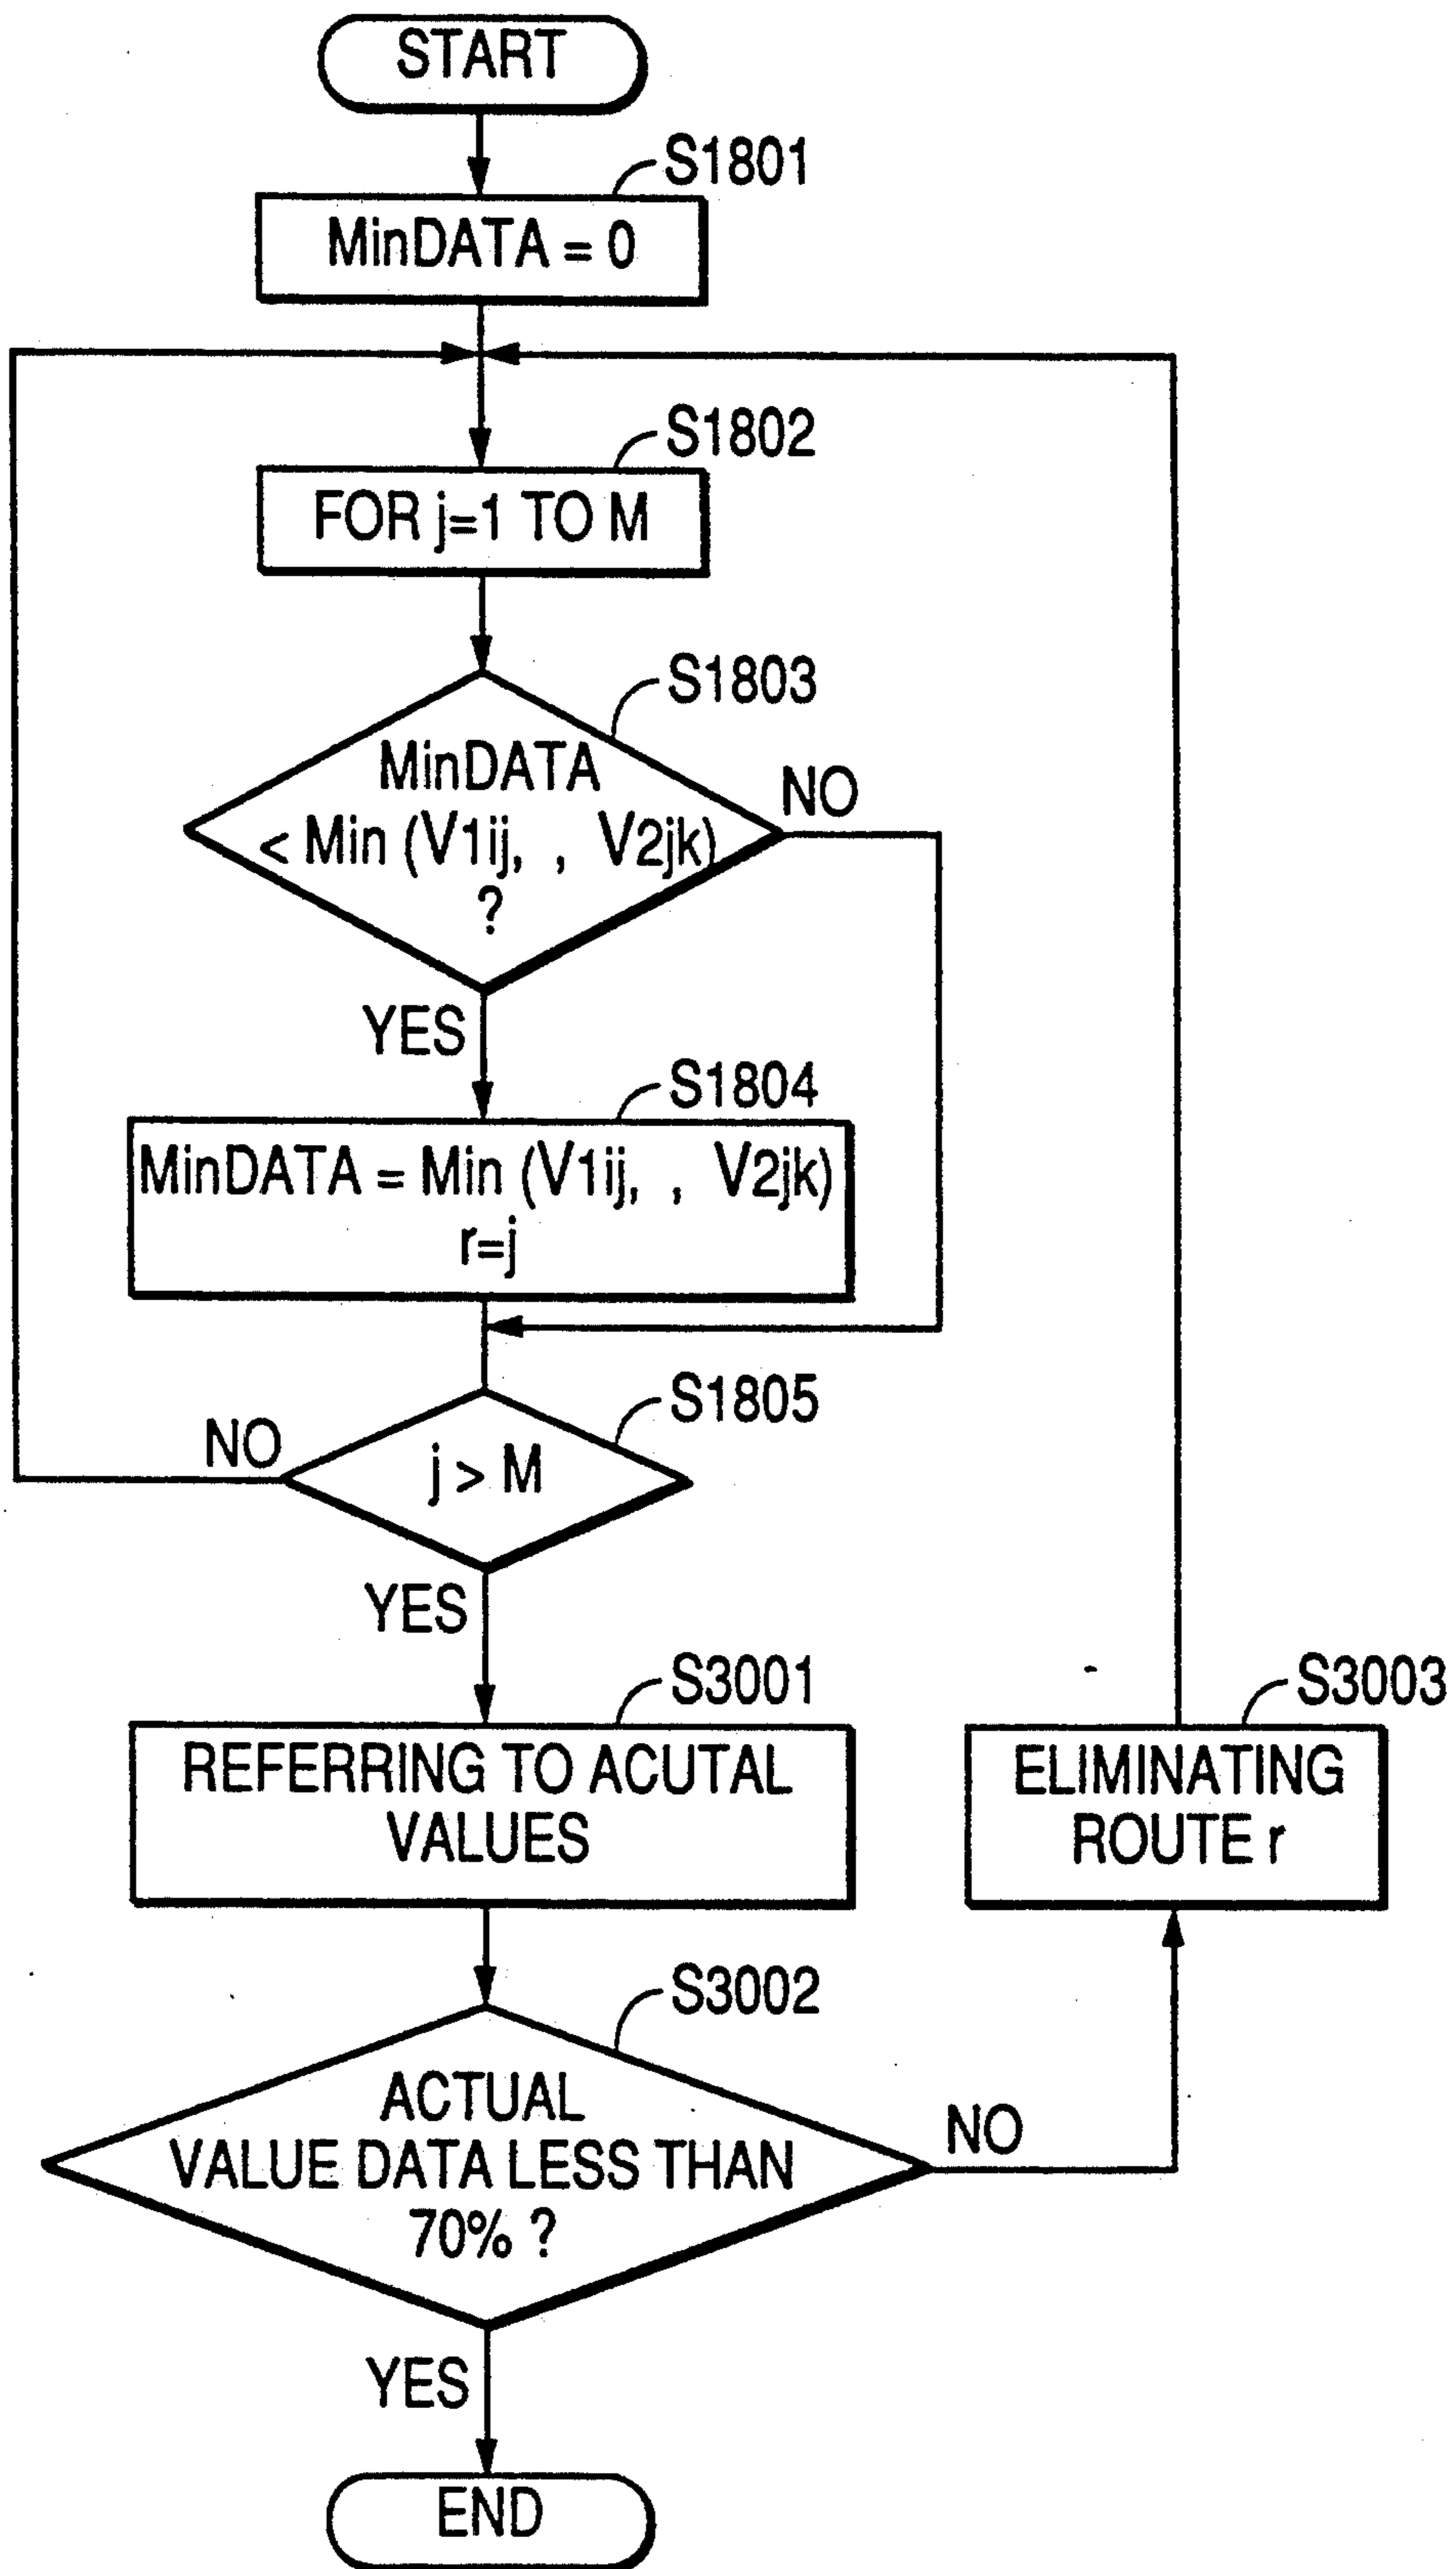 START
S1801
MinDATA = 0
S1802
FOR j=1 TO M
S1803
MinDATA
< Min (V1ij, , V2jk)
?
NO
YES
S1804
MinDATA = Min (V1ij, , V2jk)
r=j
S1805
j > M
NO
YES
S3001
REFERRING TO ACUTAL
VALUES
S3003
ELIMINATING
ROUTE r
S3002
ACTUAL
VALUE DATA LESS THAN
70% ?
NO
YES
END